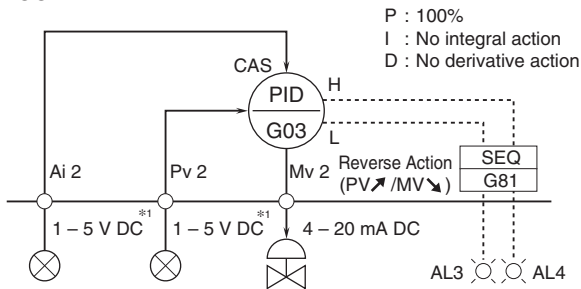 P : 100%
I : No integral action
D : No derivative action
CAS
PID
G03
H
L
Ai 2
Pv 2
Mv 2
Reverse Action
(PV↗/MV↘)
SEQ
G81
1 – 5 V DC*1
1 – 5 V DC*1
4 – 20 mA DC
AL3
AL4